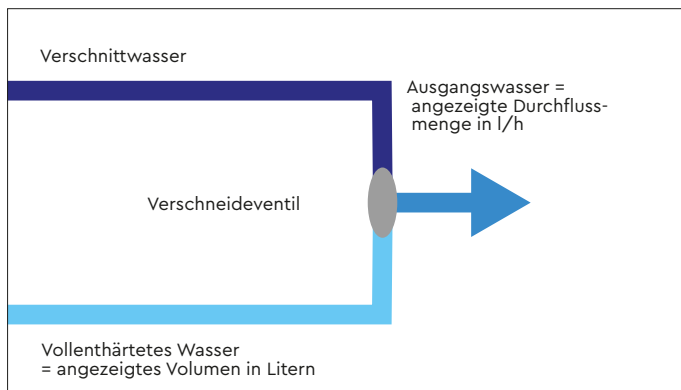 Verschnittwasser
Ausgangswasser =
angezeigte Durchfluss-
menge in l/h
Verschneideventil
Vollenthärtetes Wasser
= angezeigtes Volumen in Litern